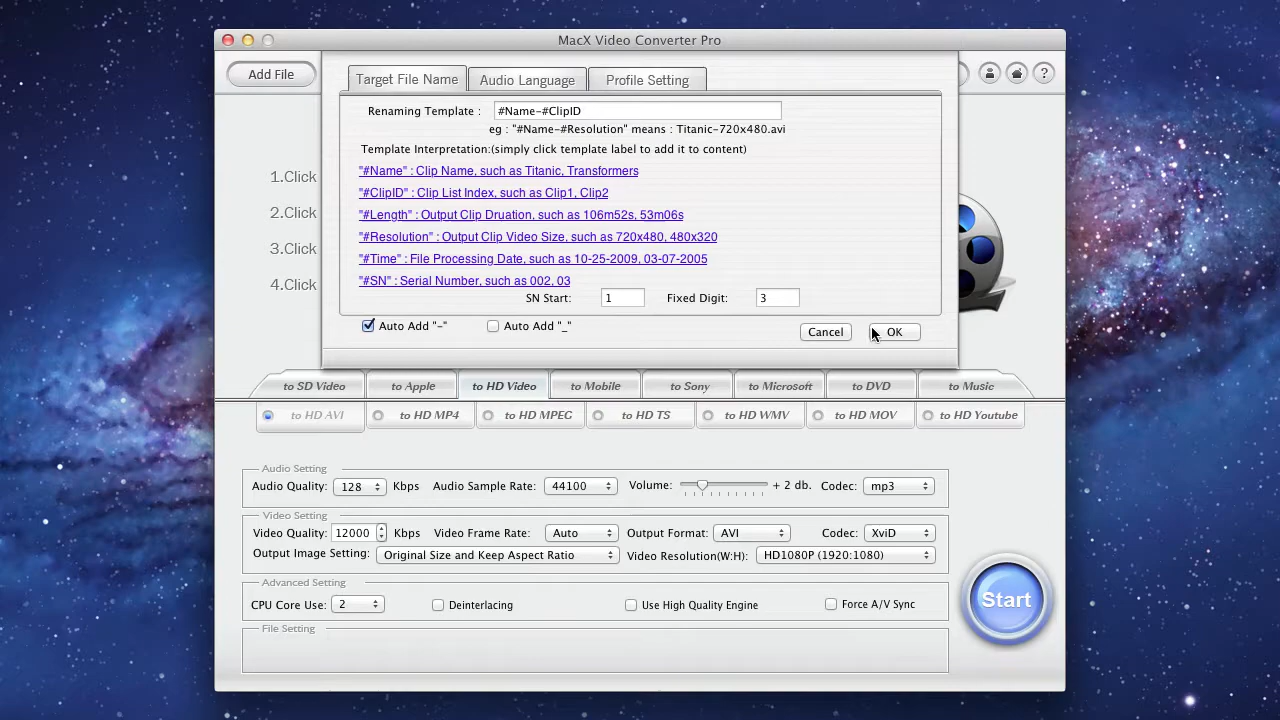 MacX Video Converter Pro
Add File
?
Target File Name Audio Language Profile Setting
Renaming Template : #Name-#ClipID
eg : "#Name-#Resolution" means : Titanic-720x480.avi
Template Interpretation:(simply click template label to add it to content)
"#Name" : Clip Name, such as Titanic, Transformers
"#ClipID" : Clip List Index, such as Clip1, Clip2
"#Length" : Output Clip Druation, such as 106m52s, 53m06s
"#Resolution" : Output Clip Video Size, such as 720x480, 480x320
"#Time" : File Processing Date, such as 10-25-2009, 03-07-2005
"#SN" : Serial Number, such as 002, 03
SN Start: 1 Fixed Digit: 3
Auto Add "-" Auto Add "_" Cancel OK
1.Click
2.Click
3.Click
4.Click
to SD Video to Apple to HD Video to Mobile to Sony to Microsoft to DVD to Music
to HD AVI to HD MP4 to HD MPEG to HD TS to HD WMV to HD MOV to HD Youtube
Audio Setting
Audio Quality: 128 Kbps Audio Sample Rate: 44100 Volume: + 2 db. Codec: mp3
Video Setting
Video Quality: 12000 Kbps Video Frame Rate: Auto Output Format: AVI Codec: XviD
Output Image Setting: Original Size and Keep Aspect Ratio Video Resolution(W:H): HD1080P (1920:1080)
Advanced Setting
CPU Core Use: 2 Deinterlacing Use High Quality Engine Force A/V Sync
File Setting
Start